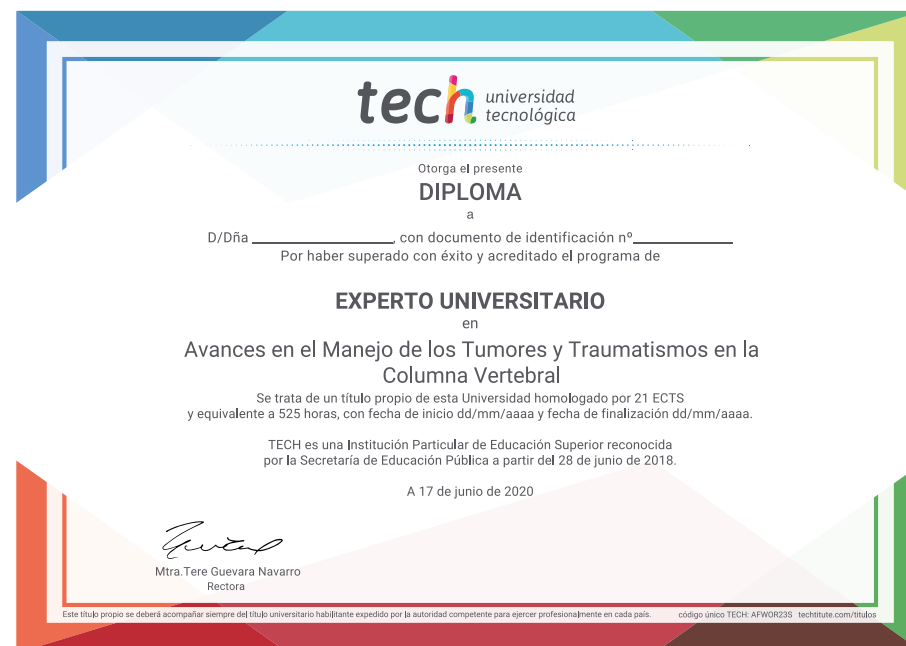 tech universidad
tecnológica
Otorga el presente
DIPLOMA
a
D/Dña ____________________, con documento de identificación nº______________
Por haber superado con éxito y acreditado el programa de
EXPERTO UNIVERSITARIO
en
Avances en el Manejo de los Tumores y Traumatismos en la
Columna Vertebral
Se trata de un título propio de esta Universidad homologado por 21 ECTS
y equivalente a 525 horas, con fecha de inicio dd/mm/aaaa y fecha de finalización dd/mm/aaaa.
TECH es una Institución Particular de Educación Superior reconocida
por la Secretaría de Educación Pública a partir del 28 de junio de 2018.
A 17 de junio de 2020
Mtra.Tere Guevara Navarro
Rectora
Este título propio se deberá acompañar siempre del título universitario habilitante expedido por la autoridad competente para ejercer profesionalmente en cada país. código único TECH: AFWOR23S techtitute.com/titulos